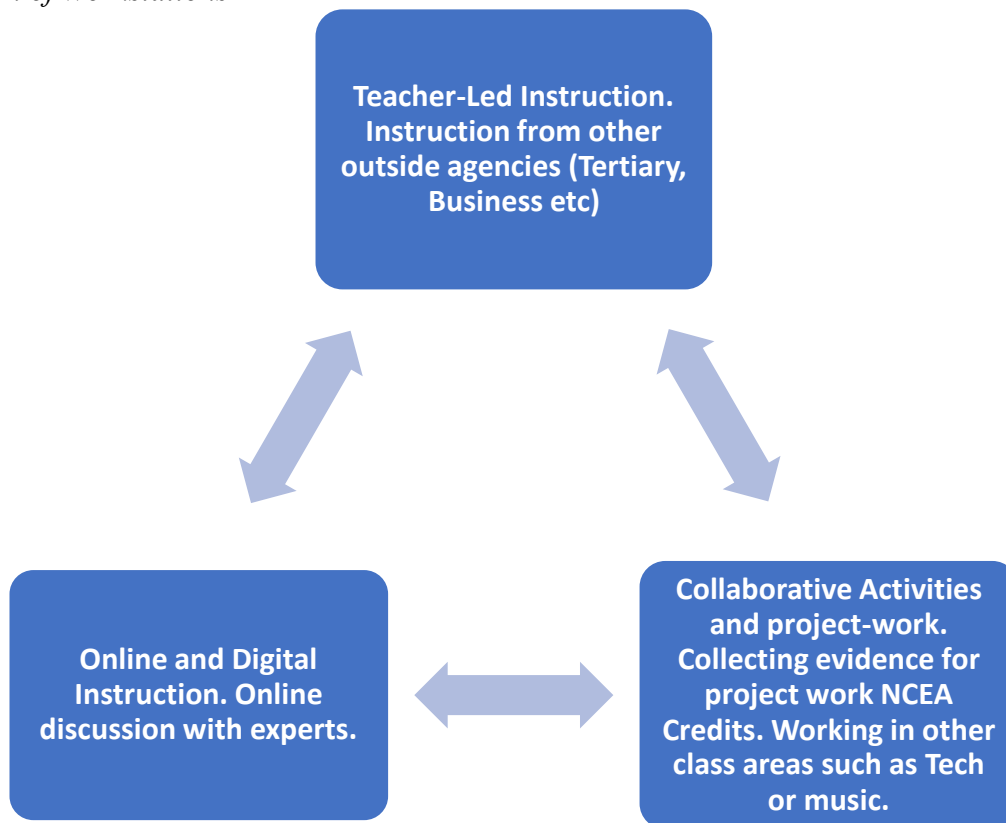 of Workstations
Teacher-Led Instruction.
Instruction from other
outside agencies (Tertiary,
Business etc)
Online and Digital
Instruction. Online
discussion with experts.
Collaborative Activities
and project-work.
Collecting evidence for
project work NCEA
Credits. Working in other
class areas such as Tech
or music.